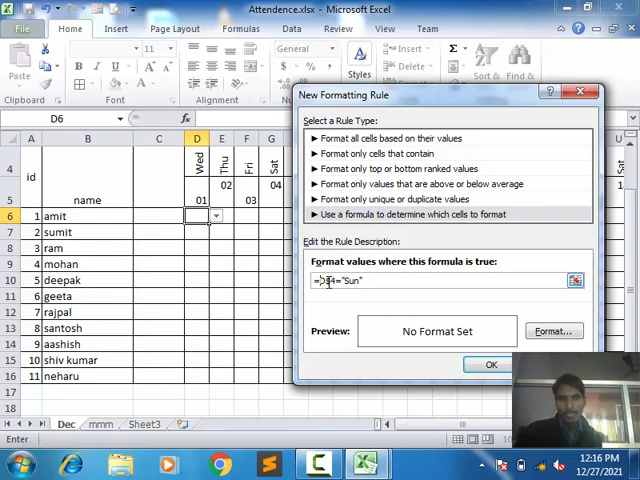 Attendence.xlsx - Microsoft Excel
File Home Insert Page Layout Formulas Data Review View Team
Paste
Clipboard Font
11
General
Styles
Insert
Delete
Sort & Find &
D6 fx
A B C D E F G
4 id name Wed Thu Fri Sat
02 04
5 01 03
6 1 amit
7 2 sumit
8 3 ram
9 4 mohan
10 5 deepak
11 6 geeta
12 7 rajpal
13 8 santosh
14 9 aashish
15 10 shiv kumar
16 11 neharu
17
18
Dec mmm Sheet3
Enter
New Formatting Rule
Select a Rule Type:
► Format all cells based on their values
► Format only cells that contain
► Format only top or bottom ranked values
► Format only values that are above or below average
► Format only unique or duplicate values
► Use a formula to determine which cells to format
Edit the Rule Description:
Format values where this formula is true:
=D$4="Sun"
Preview: No Format Set Format...
OK
12:16 PM
12/27/2021